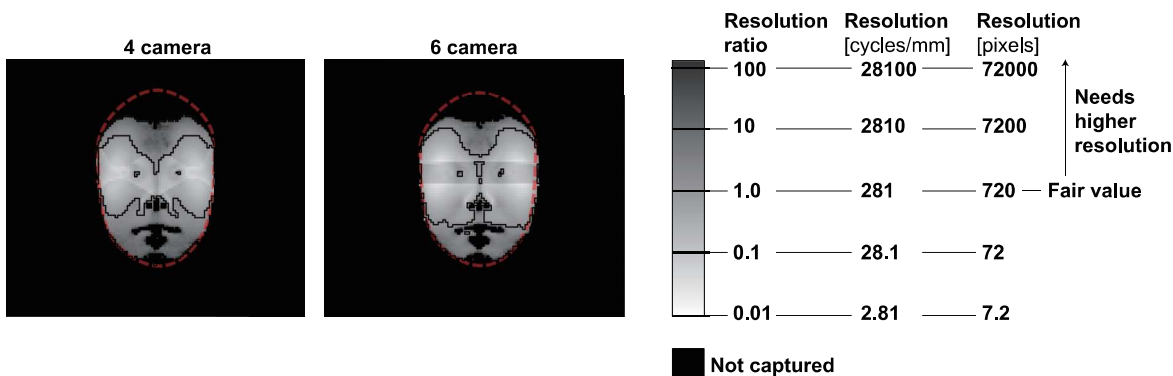 4 camera
6 camera
Resolution ratio
Resolution [cycles/mm]
Resolution [pixels]
100 28100 72000
10 2810 7200
1.0 281 720 Fair value
0.1 28.1 72
0.01 2.81 7.2
Needs
higher
resolution
Not captured